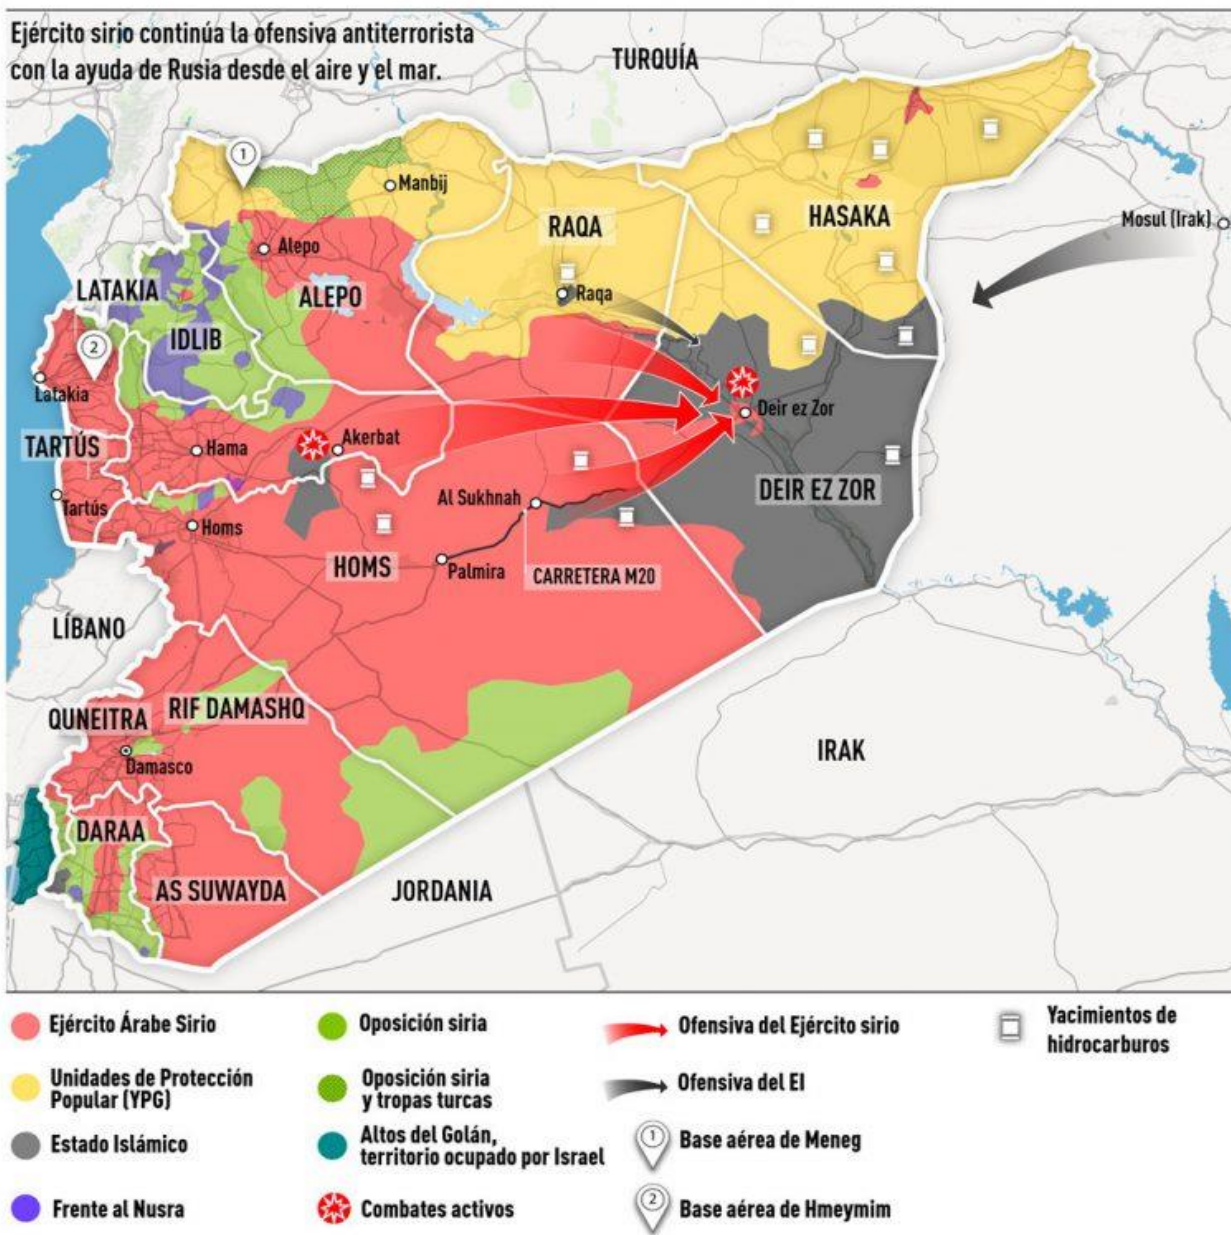 Ejército sirio continúa la ofensiva antiterrorista
con la ayuda de Rusia desde el aire y el mar.
TURQUÍA
1
Manbij
RAQA
HASAKA
Mosul (Irak)
Alepo
LATAKIA
ALEPO
Raqa
IDLIB
2
Latakia
Deir ez Zor
TARTÚS
Hama
Akerbat
DEIR EZ ZOR
Al Sukhnah
Tartús
Homs
HOMS
Palmira
CARRETERA M20
LÍBANO
QUNEITRA
RIF DAMASHQ
Damasco
IRAK
DARAA
AS SUWAYDA
JORDANIA
Ejército Árabe Sirio
Unidades de Protección
Popular (YPG)
Estado Islámico
Frente al Nusra
Oposición siria
Oposición siria
y tropas turcas
Altos del Golán,
territorio ocupado por Israel
Combates activos
Ofensiva del Ejército sirio
Ofensiva del EI
1
Base aérea de Meneg
2
Base aérea de Hmeymim
Yacimientos de
hidrocarburos